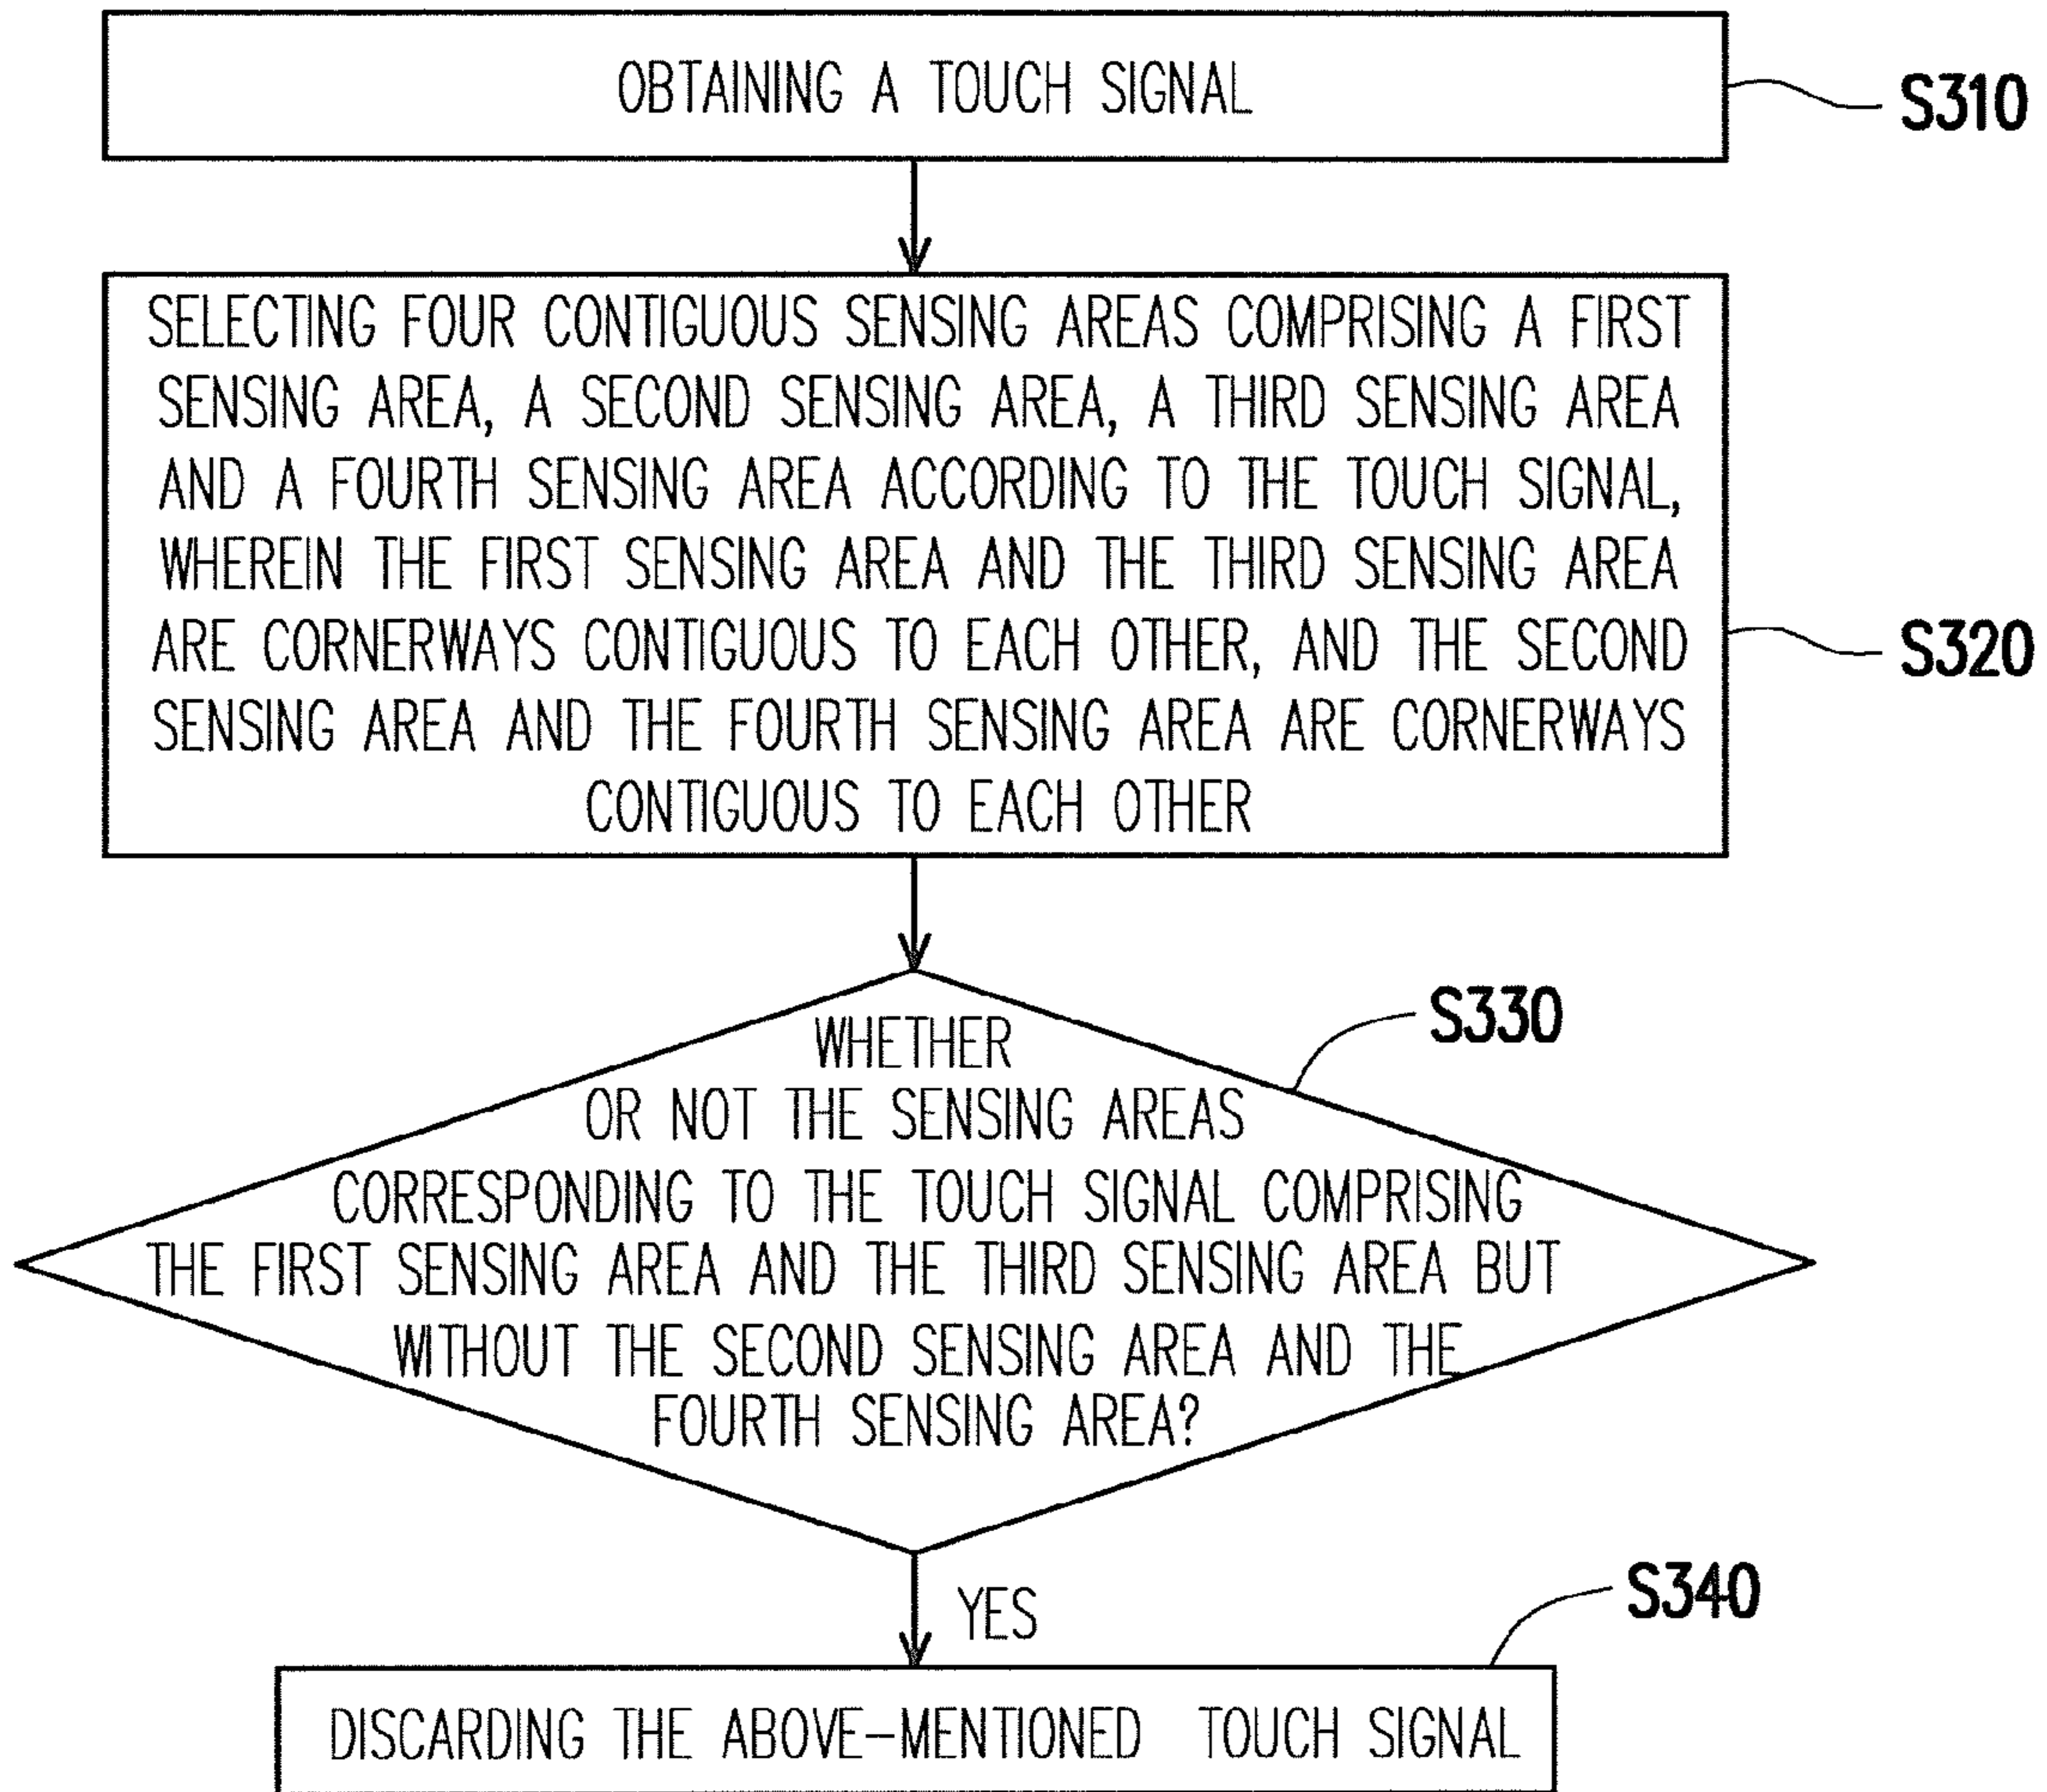 OBTAINING A TOUCH SIGNAL
S310
SELECTING FOUR CONTIGUOUS SENSING AREAS COMPRISING A FIRST
SENSING AREA, A SECOND SENSING AREA, A THIRD SENSING AREA
AND A FOURTH SENSING AREA ACCORDING TO THE TOUCH SIGNAL,
WHEREIN THE FIRST SENSING AREA AND THE THIRD SENSING AREA
ARE CORNERWAYS CONTIGUOUS TO EACH OTHER, AND THE SECOND
SENSING AREA AND THE FOURTH SENSING AREA ARE CORNERWAYS
CONTIGUOUS TO EACH OTHER
S320
WHETHER
OR NOT THE SENSING AREAS
CORRESPONDING TO THE TOUCH SIGNAL COMPRISING
THE FIRST SENSING AREA AND THE THIRD SENSING AREA BUT
WITHOUT THE SECOND SENSING AREA AND THE
FOURTH SENSING AREA?
S330
YES
S340
DISCARDING THE ABOVE-MENTIONED TOUCH SIGNAL